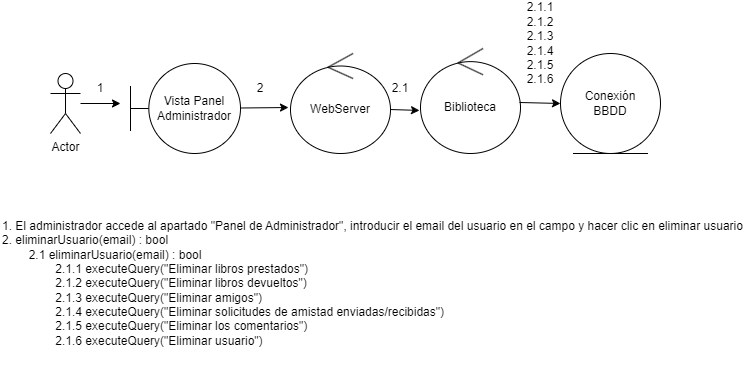 2.1.1
2.1.2
2.1.3
2.1.4
2.1.5
2.1.6
1
2
2.1
Vista Panel
Administrador
WebServer
Biblioteca
Conexión
BBDD
Actor
1. El administrador accede al apartado "Panel de Administrador", introducir el email del usuario en el campo y hacer clic en eliminar usuario
2. eliminarUsuario(email) : bool
2.1 eliminarUsuario(email) : bool
2.1.1 executeQuery("Eliminar libros prestados")
2.1.2 executeQuery("Eliminar libros devueltos")
2.1.3 executeQuery("Eliminar amigos")
2.1.4 executeQuery("Eliminar solicitudes de amistad enviadas/recibidas")
2.1.5 executeQuery("Eliminar los comentarios")
2.1.6 executeQuery("Eliminar usuario")